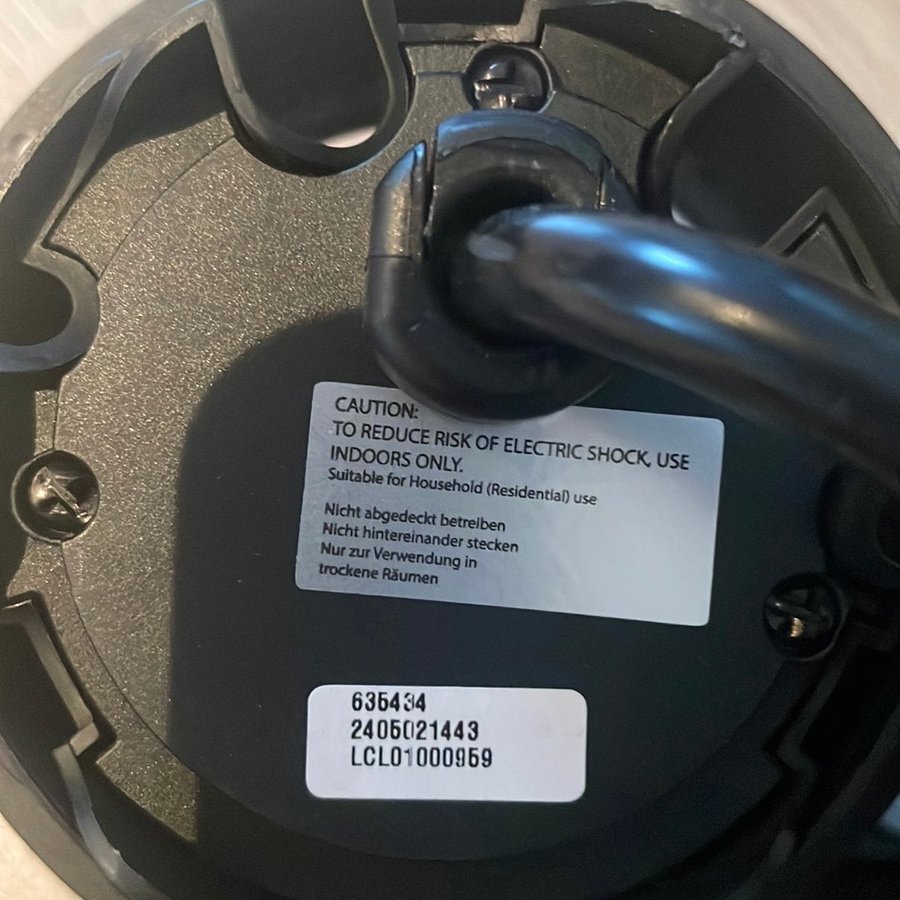 CAUTION:
TO REDUCE RISK OF ELECTRIC SHOCK, USE
INDOORS ONLY.
Suitable for Household (Residential) use
Nicht abgedeckt betreiben
Nicht hintereinander stecken
Nur zur Verwendung in
trockene Räumen
635434
2405021443
LCL01000959